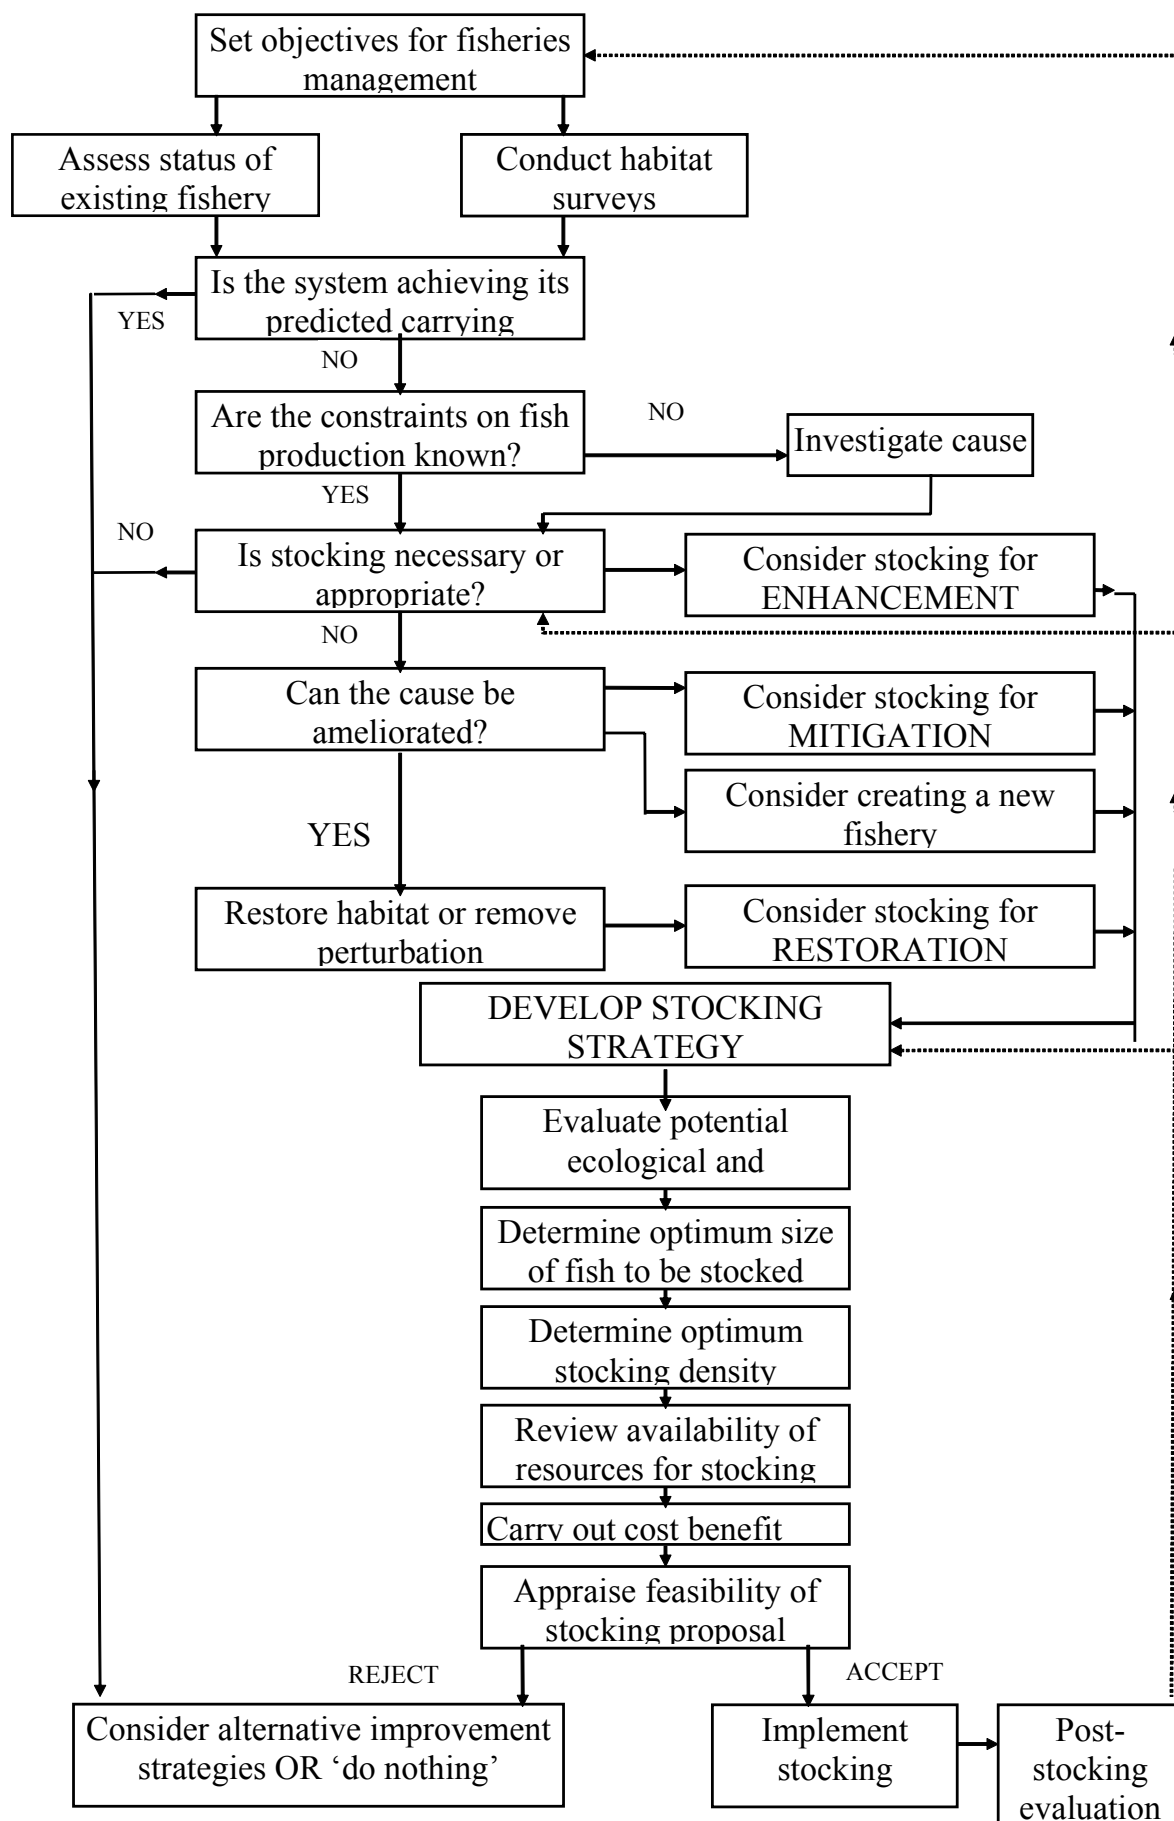 Set objectives for fisheries
management
Assess status of
existing fishery
Conduct habitat
surveys
Is the system achieving its
predicted carrying
YES
NO
Are the constraints on fish
production known?
NO
Investigate cause
YES
NO
Is stocking necessary or
appropriate?
Consider stocking for
ENHANCEMENT
NO
Can the cause be
ameliorated?
Consider stocking for
MITIGATION
Consider creating a new
fishery
YES
Restore habitat or remove
perturbation
Consider stocking for
RESTORATION
DEVELOP STOCKING
STRATEGY
Evaluate potential
ecological and
Determine optimum size
of fish to be stocked
Determine optimum
stocking density
Review availability of
resources for stocking
Carry out cost benefit
Appraise feasibility of
stocking proposal
REJECT
ACCEPT
Consider alternative improvement
strategies OR ‘do nothing’
Implement
stocking
Post-
stocking
evaluation